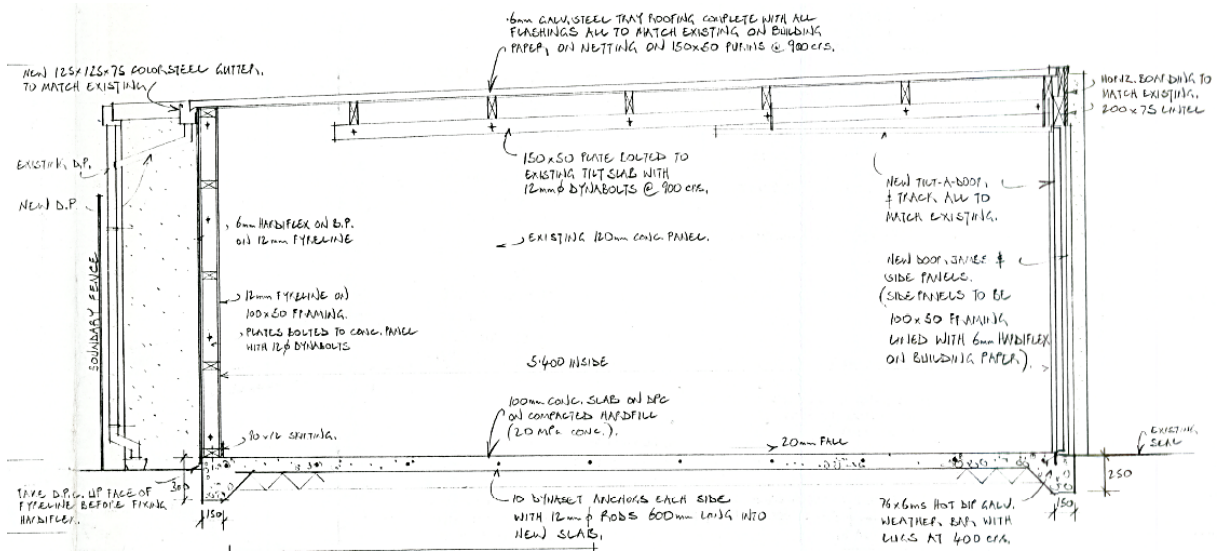 .6mm GALV. STEEL TRAY ROOFING COMPLETE WITH ALL
FLASHINGS ALL TO MATCH EXISTING ON BUILDING
PAPER, ON NETTING ON 150x50 PURLINS @ 900 CRS.
NEW 125x125x75 COLORSTEEL GUTTER,
TO MATCH EXISTING
HORIZ. BOARDING TO
MATCH EXISTING.
200x75 LINTEL
EXISTING D.P.
NEW D.P.
BOUNDARY FENCE
150x50 PLATE BOLTED TO
EXISTING TILT SLAB WITH
12mm φ DYNABOLTS @ 900 CRS,
NEW TILT-A-DOOR,
& TRACK, ALL TO
MATCH EXISTING.
6mm HARDIFLEX ON B.P.
ON 12mm FYRELINE
EXISTING 120mm CONC. PANEL.
NEW DOOR, JAMBS &
SIDE PANELS.
(SIDE PANELS TO BE
100x50 FRAMING
LINED WITH 6mm HARDIFLEX
ON BUILDING PAPER).
12mm FYRELINE ON
100x50 FRAMING.
PLATES BOLTED TO CONC. PANEL
WITH 12φ DYNABOLTS
5.400 INSIDE
100mm CONC. SLAB ON DPC
ON COMPACTED HARDFILL
(20 MPa CONC.).
SKIRTING.
20mm FALL
EXISTING
SEAL
250
300
150
150
TAKE D.P.C. UP FACE OF
FYRELINE BEFORE FIXING
HARDIFLEX.
10 DYNASET ANCHORS EACH SIDE
WITH 12mm φ RODS 600mm LONG INTO
NEW SLAB,
76x6ms HOT DIP GALV.
WEATHER BAR WITH
LUGS AT 400 CRS.